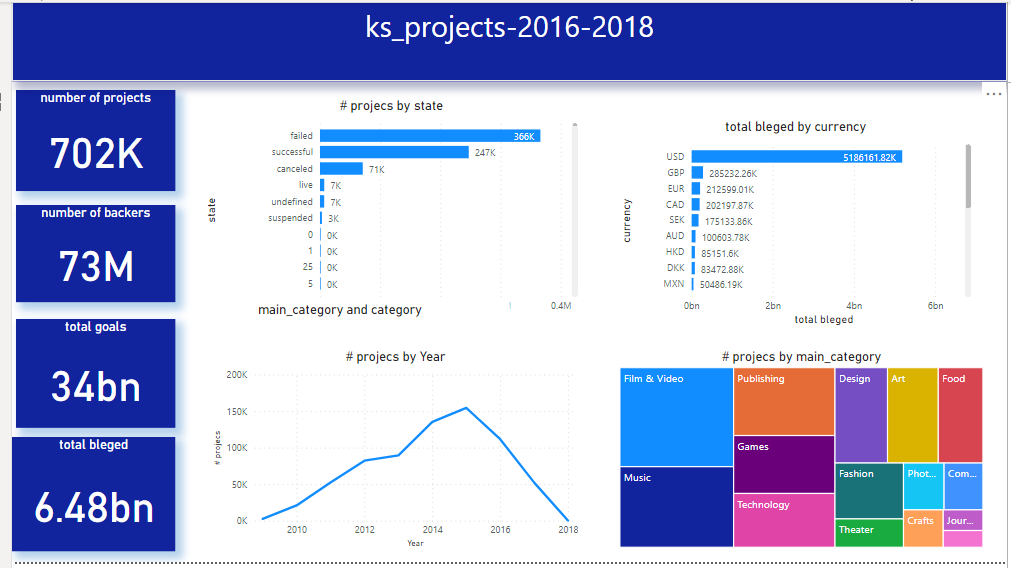 ks_projects-2016-2018
number of projects
702K
number of backers
73M
total goals
34bn
total bleged
6.48bn
# projecs by state
state
failed 366K
successful 247K
canceled 71K
live 7K
undefined 7K
suspended 3K
0 0K
1 0K
25 0K
5 0K
1 0.4M
main_category and category
total bleged by currency
currency
USD 5186161.82K
GBP 285232.26K
EUR 212599.01K
CAD 202197.87K
SEK 175133.86K
AUD 100603.78K
HKD 85151.6K
DKK 83472.88K
MXN 50486.19K
0bn 2bn 4bn 6bn
total bleged
# projecs by Year
# projecs
200K
150K
100K
50K
0K
2010 2012 2014 2016 2018
Year
# projecs by main_category
Film & Video
Music
Publishing
Games
Technology
Design
Art
Food
Fashion
Theater
Phot...
Com...
Crafts
Jour...